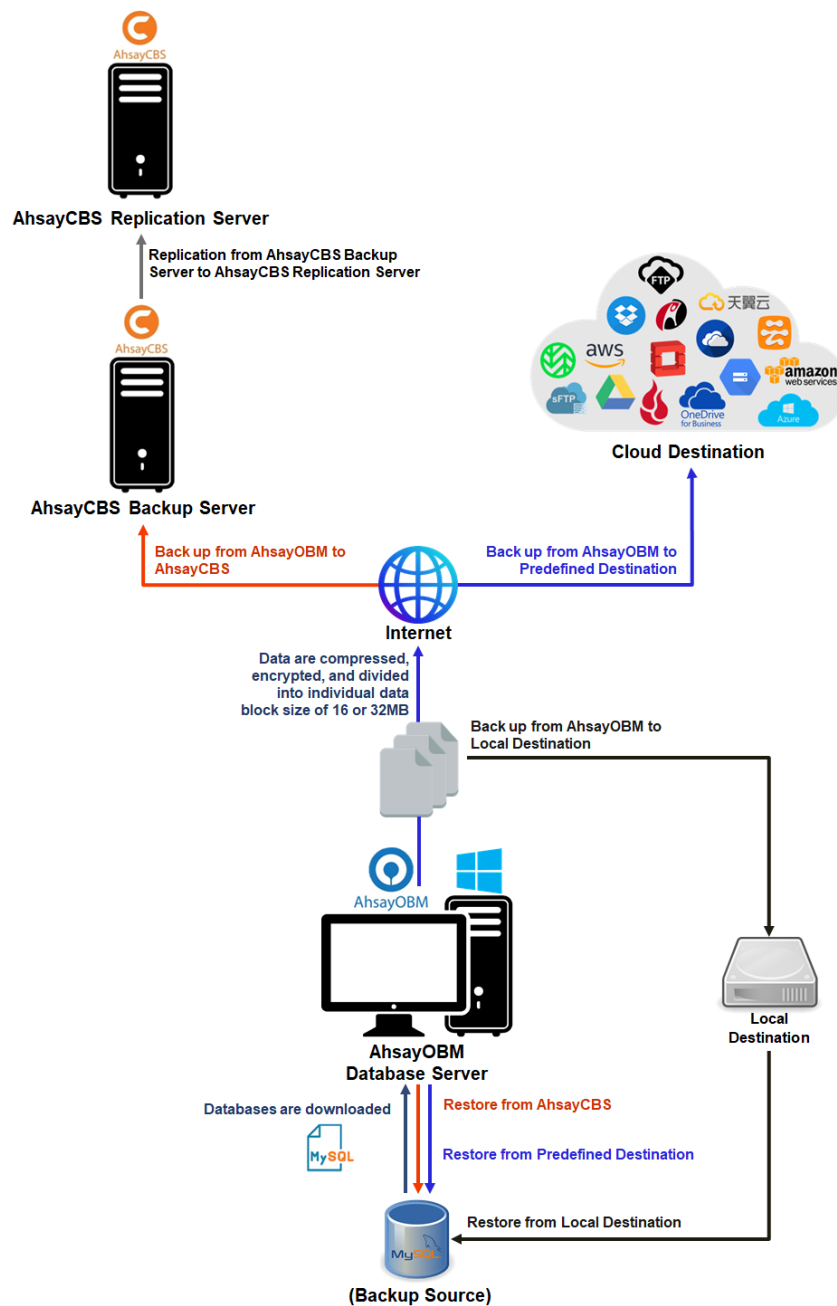 AhsayCBS
AhsayCBS Replication Server
Replication from AhsayCBS Backup
Server to AhsayCBS Replication Server
AhsayCBS
AhsayCBS Backup Server
FTP
天翼云
aws
amazon
web services
sFTP
OneDrive
for Business
Azure
Cloud Destination
Back up from AhsayOBM to
AhsayCBS
Back up from AhsayOBM to
Predefined Destination
Internet
Data are compressed,
encrypted, and divided
into individual data
block size of 16 or 32MB
Back up from AhsayOBM to
Local Destination
AhsayOBM
AhsayOBM
Database Server
Local
Destination
Databases are downloaded
MySQL
Restore from AhsayCBS
Restore from Predefined Destination
Restore from Local Destination
MySQL
(Backup Source)